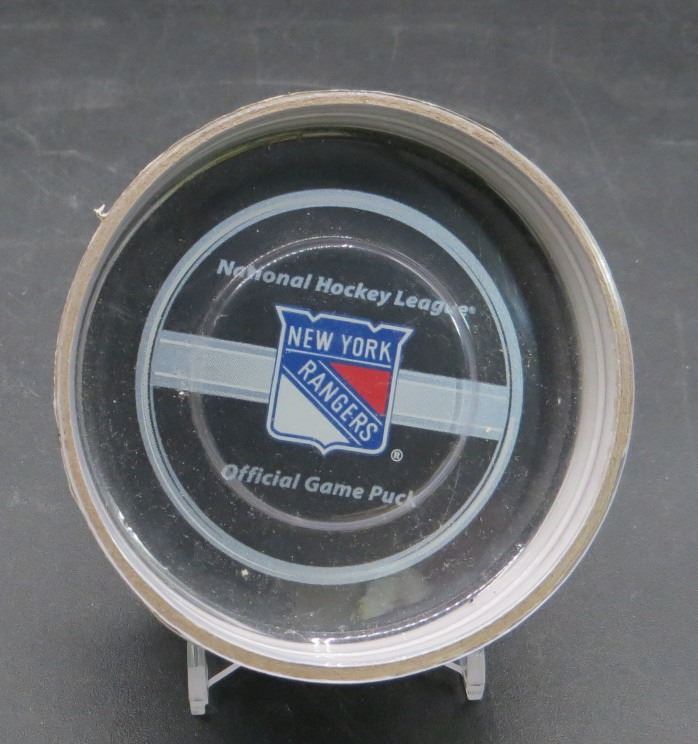 National Hockey League®
NEW YORK
RANGERS
®
Official Game Puck